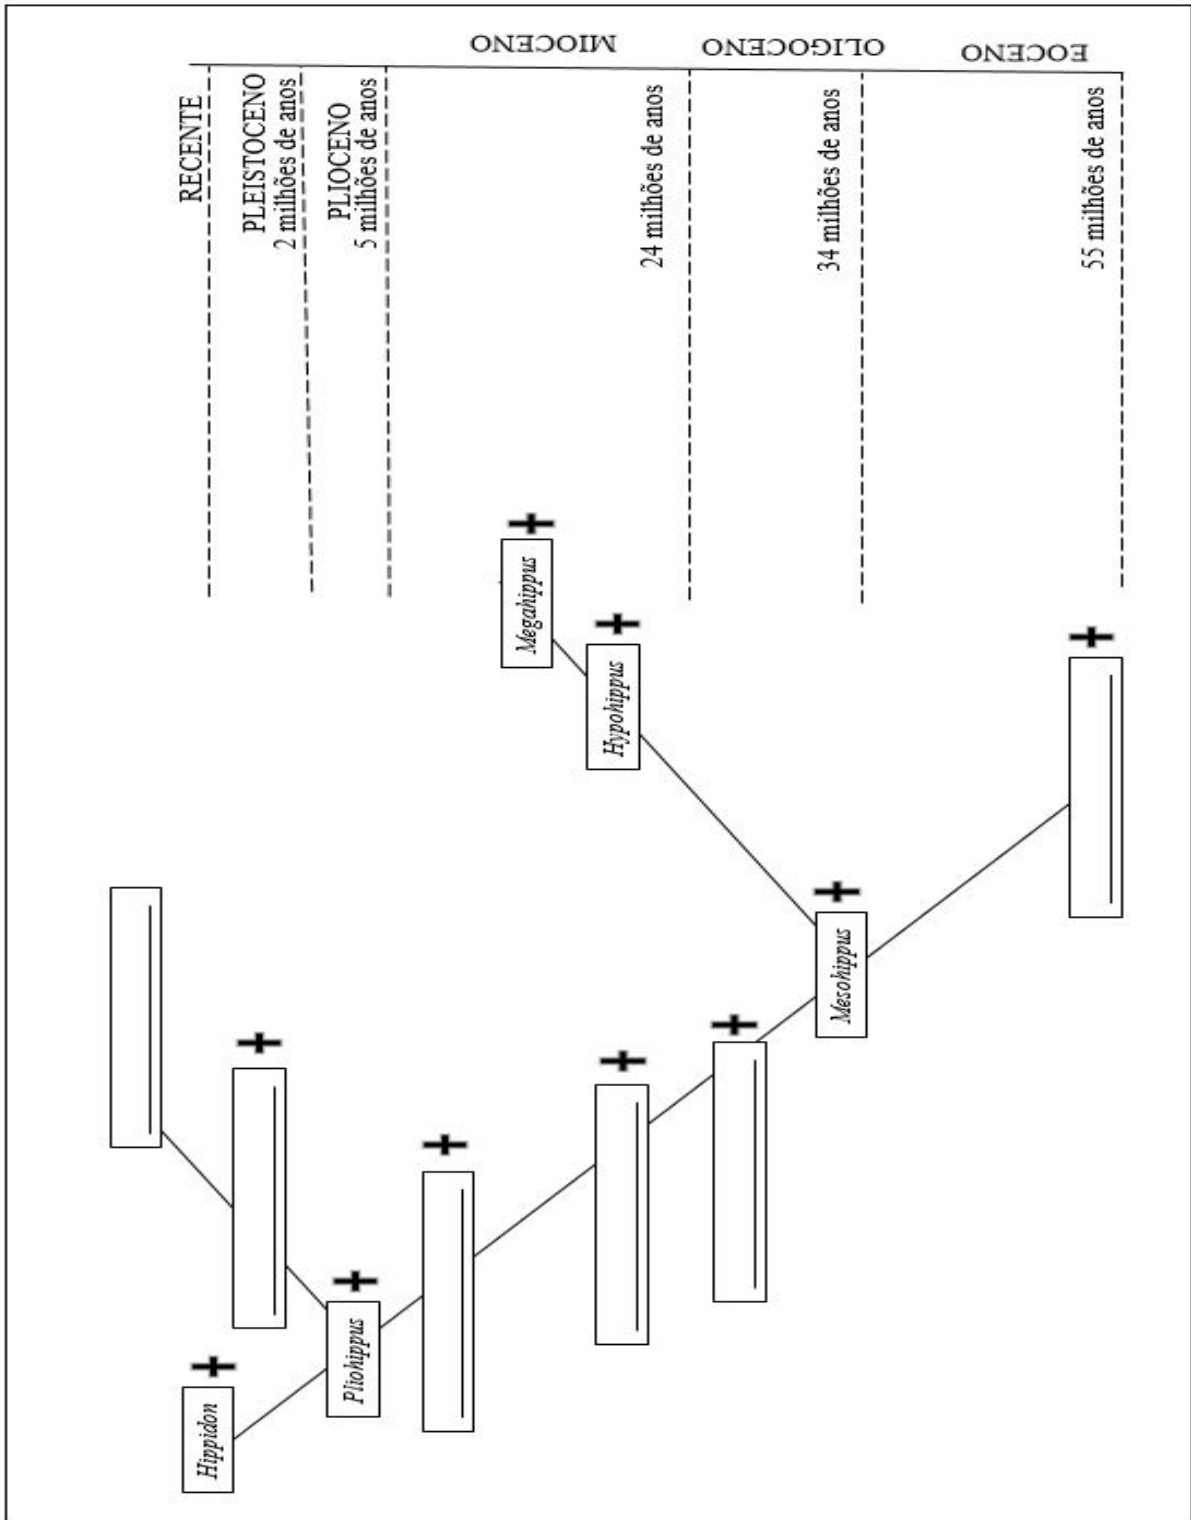 MIOCENO
OLIGOCENO
EOCENO
RECENTE
PLEISTOCENO
2 milhões de anos
PLIOCENO
5 milhões de anos
24 milhões de anos
34 milhões de anos
55 milhões de anos
Megahippus
Hypohippus
Mesohippus
Pliohippus
Hippidon